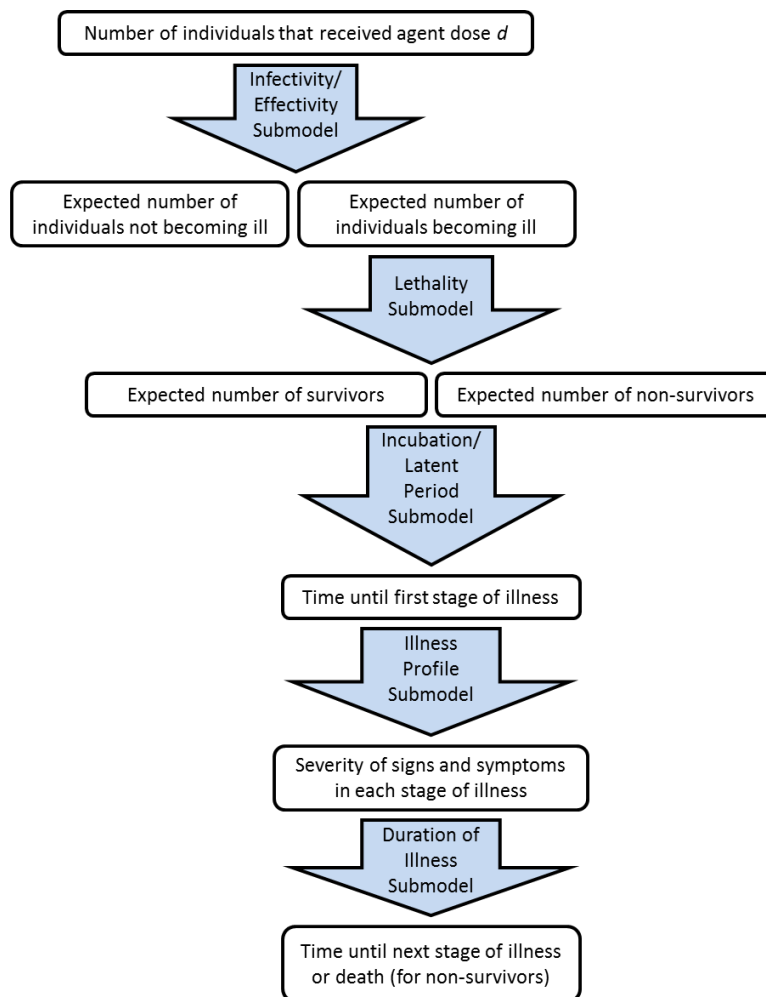 Number of individuals that received agent dose d
Infectivity/
Effectivity
Submodel
Expected number of
individuals not becoming ill
Expected number of
individuals becoming ill
Lethality
Submodel
Expected number of survivors
Expected number of non-survivors
Incubation/
Latent
Period
Submodel
Time until first stage of illness
Illness
Profile
Submodel
Severity of signs and symptoms
in each stage of illness
Duration of
Illness
Submodel
Time until next stage of illness
or death (for non-survivors)